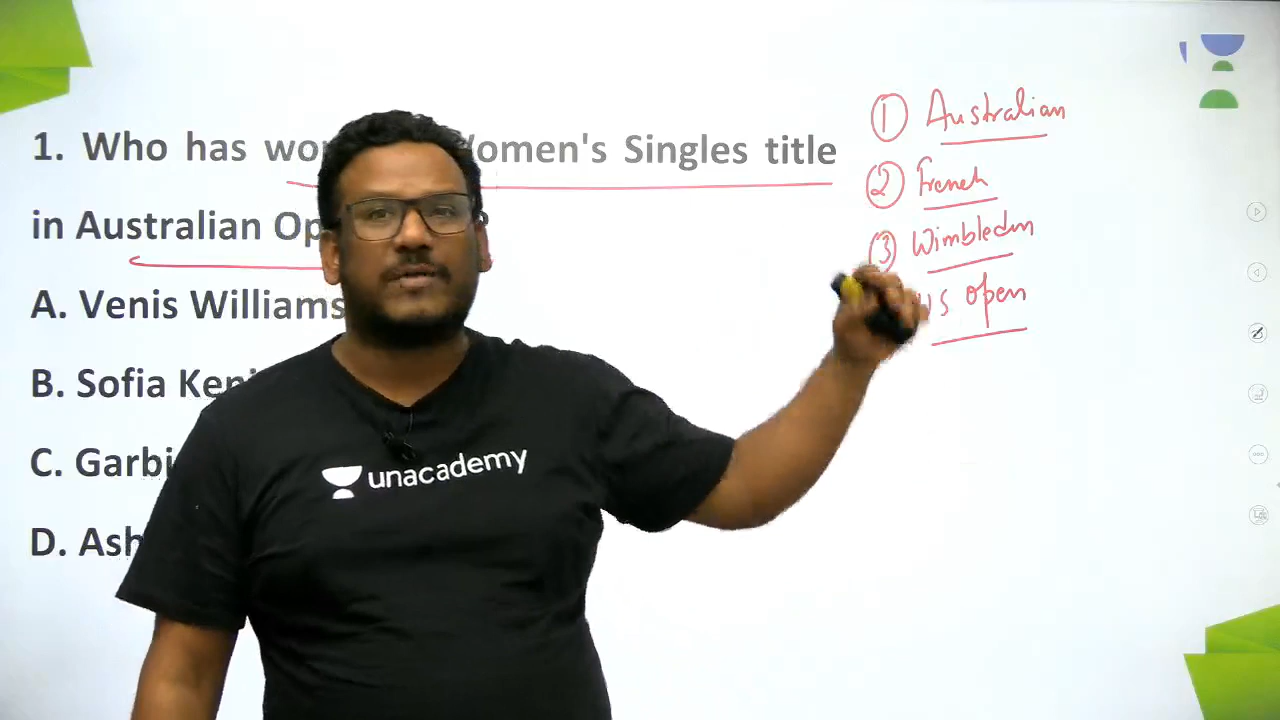 1. Who has wo omen's Singles title
in Australian Op
A. Venis Williams
B. Sofia Keni
C. Garbi
D. Ash
① Australian
② French
③ Wimbledon
us open
unacademy